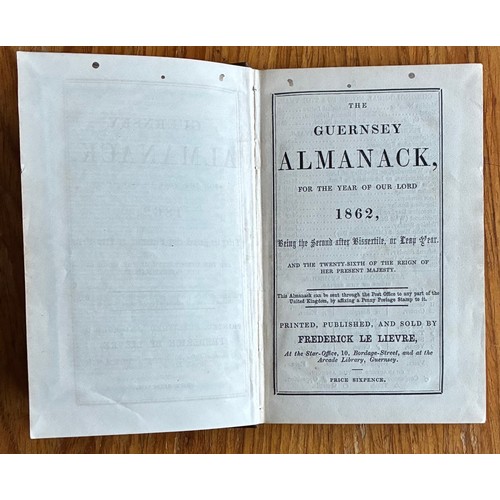 THE
GUERNSEY
ALMANACK,
FOR THE YEAR OF OUR LORD
1862,
Being the Second after Bissextile, or Leap Year.
AND THE TWENTY-SIXTH OF THE REIGN OF
HER PRESENT MAJESTY.
This Almanack can be sent through the Post Office to any part of the
United Kingdom, by affixing a Penny Postage Stamp to it.
PRINTED, PUBLISHED, AND SOLD BY
FREDERICK LE LIEVRE,
At the Star-Office, 10, Bordage-Street, and at the
Arcade Library, Guernsey.
PRICE SIXPENCE.